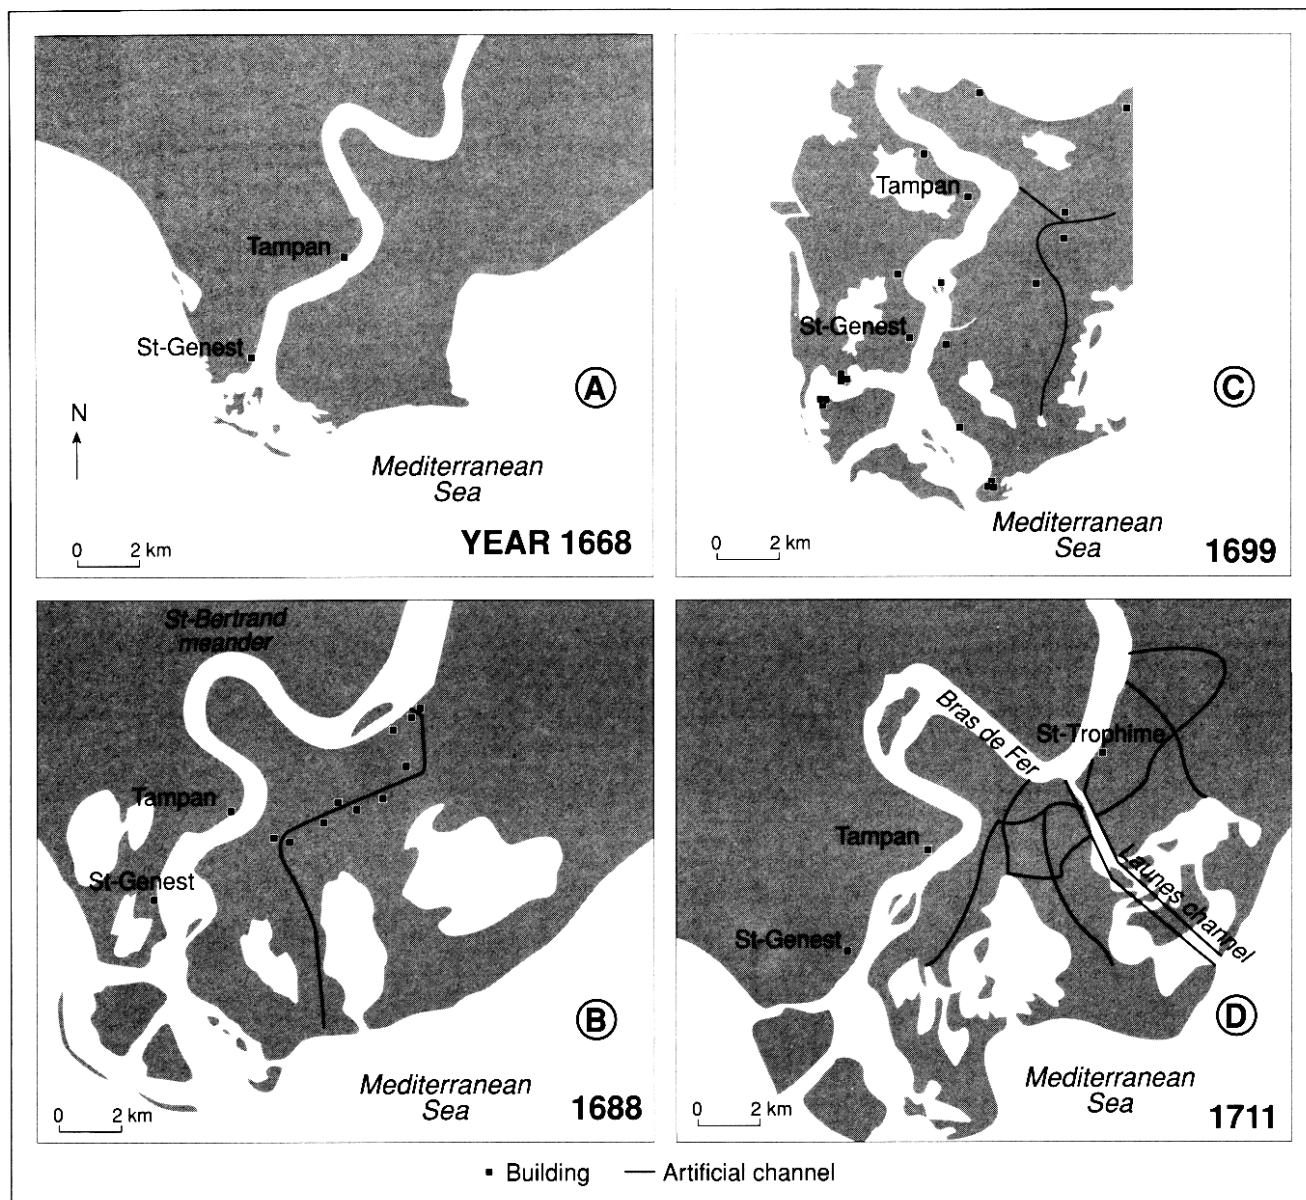 Tampan
St-Genest
A
N
Mediterranean
Sea
YEAR 1668
0 2 km
Tampan
St-Genest
C
Mediterranean
Sea
1699
0 2 km
St-Bertrand
meander
Tampan
St-Genest
B
Mediterranean
Sea
1688
0 2 km
Bras de Fer
St-Trophime
Tampan
Launes channel
St-Genest
D
Mediterranean
Sea
1711
0 2 km
Building Artificial channel